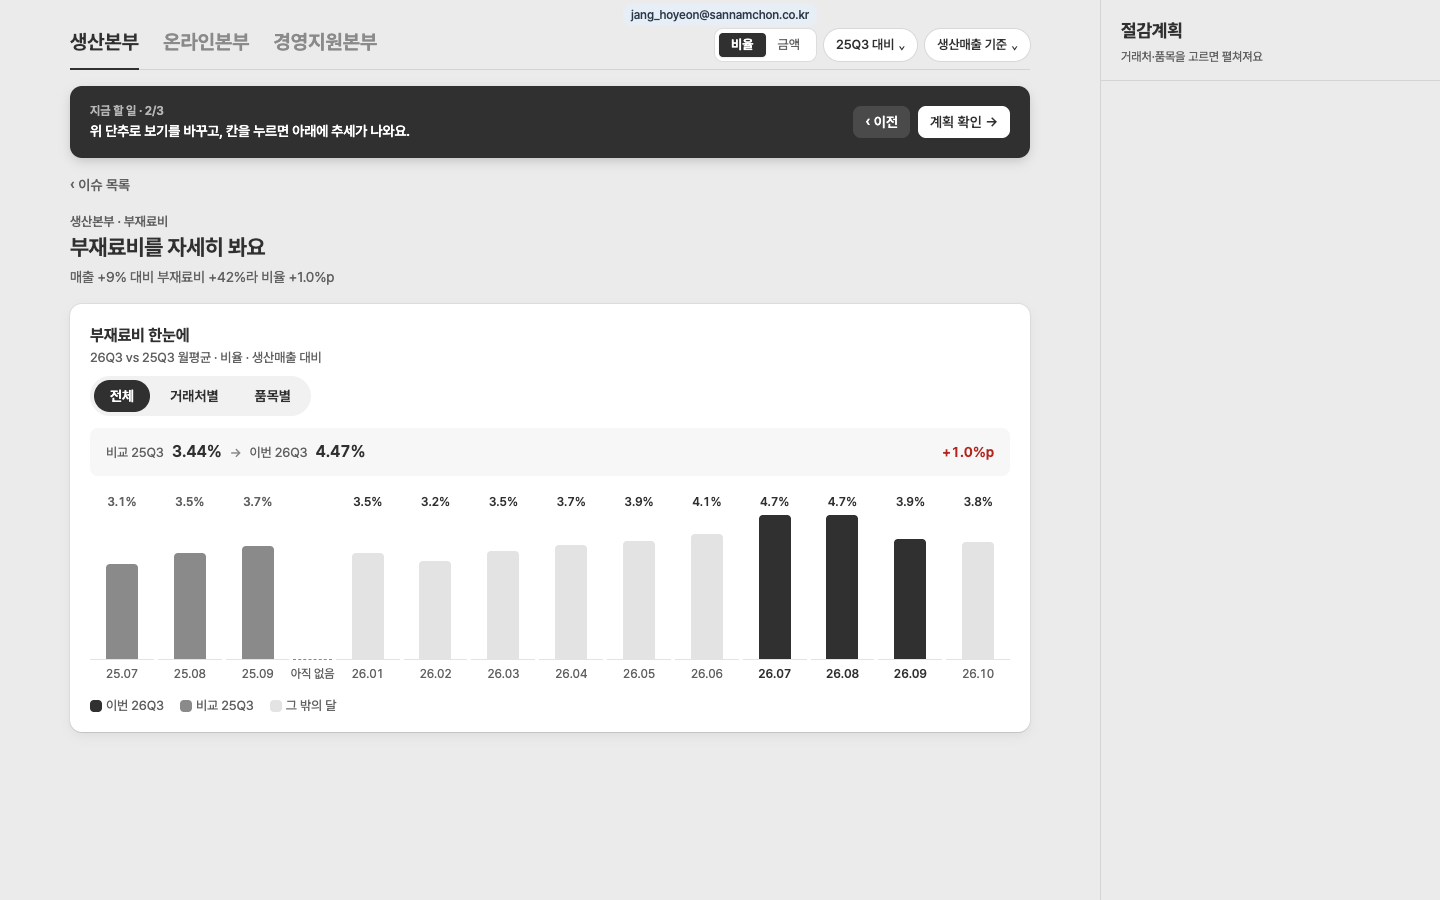 jang_hoyeon@sannamchon.co.kr
생산본부 온라인본부 경영지원본부
비율 금액 25Q3 대비 생산매출 기준
지금 할 일 · 2/3
위 단추로 보기를 바꾸고, 칸을 누르면 아래에 추세가 나와요.
‹ 이전 계획 확인 →
‹ 이슈 목록
생산본부 · 부재료비
부재료비를 자세히 봐요
매출 +9% 대비 부재료비 +42%라 비율 +1.0%p
부재료비 한눈에
26Q3 vs 25Q3 월평균 · 비율 · 생산매출 대비
전체 거래처별 품목별
비교 25Q3 3.44% → 이번 26Q3 4.47% +1.0%p
3.1% 3.5% 3.7% 3.5% 3.2% 3.5% 3.7% 3.9% 4.1% 4.7% 4.7% 3.9% 3.8%
25.07 25.08 25.09 아직 없음 26.01 26.02 26.03 26.04 26.05 26.06 26.07 26.08 26.09 26.10
이번 26Q3 비교 25Q3 그 밖의 달
절감계획
거래처·품목을 고르면 펼쳐져요